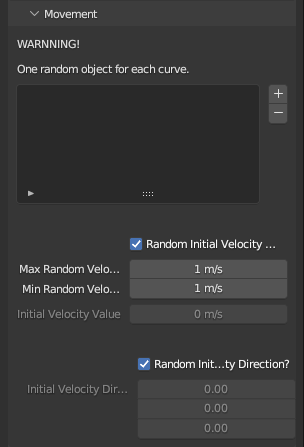 Movement
WARNNING!
One random object for each curve.
+
−
Random Initial Velocity ...
Max Random Velo... 1 m/s
Min Random Velo... 1 m/s
Initial Velocity Value 0 m/s
Random Init...ty Direction?
Initial Velocity Dir... 0.00
0.00
0.00